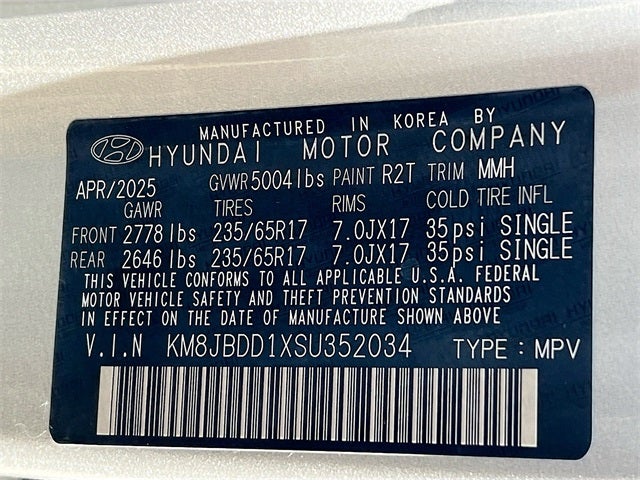 MANUFACTURED IN KOREA BY
HYUNDAI MOTOR COMPANY
APR/2025 GVWR 5004 lbs PAINT R2T TRIM MMH
GAWR TIRES RIMS COLD TIRE INFL
FRONT 2778 lbs 235/65R17 7.0JX17 35psi SINGLE
REAR 2646 lbs 235/65R17 7.0JX17 35psi SINGLE
THIS VEHICLE CONFORMS TO ALL APPLICABLE U.S.A. FEDERAL
MOTOR VEHICLE SAFETY AND THEFT PREVENTION STANDARDS
IN EFFECT ON THE DATE OF MANUFACTURE SHOWN ABOVE
V.I.N KM8JBDD1XSU352034 TYPE : MPV